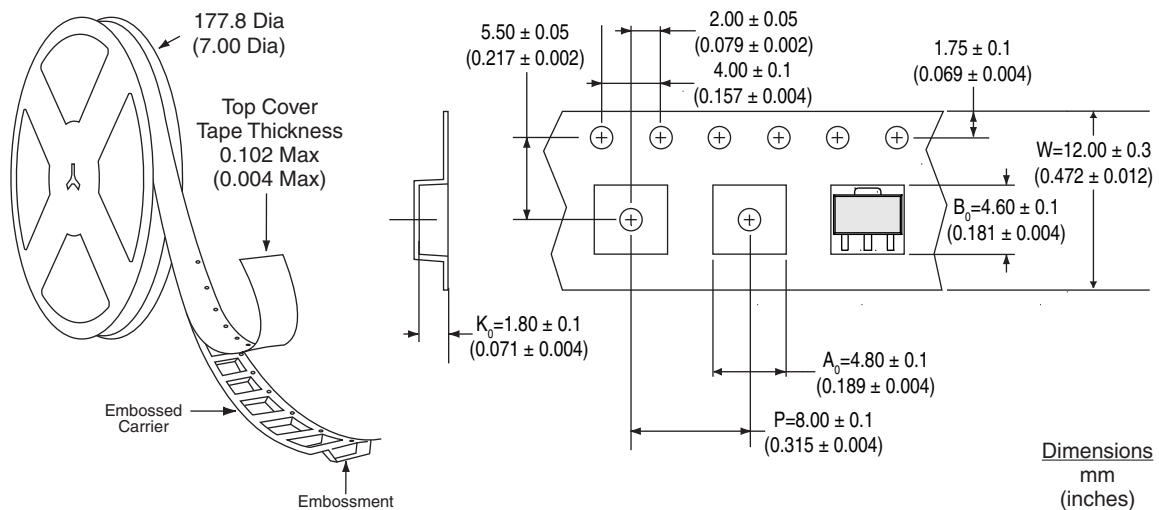 177.8 Dia
(7.00 Dia)
Top Cover
Tape Thickness
0.102 Max
(0.004 Max)
Embossed
Carrier
Embossment
5.50 ± 0.05
(0.217 ± 0.002)
2.00 ± 0.05
(0.079 ± 0.002)
4.00 ± 0.1
(0.157 ± 0.004)
1.75 ± 0.1
(0.069 ± 0.004)
W=12.00 ± 0.3
(0.472 ± 0.012)
B₀=4.60 ± 0.1
(0.181 ± 0.004)
K₀=1.80 ± 0.1
(0.071 ± 0.004)
A₀=4.80 ± 0.1
(0.189 ± 0.004)
P=8.00 ± 0.1
(0.315 ± 0.004)
Dimensions
mm
(inches)